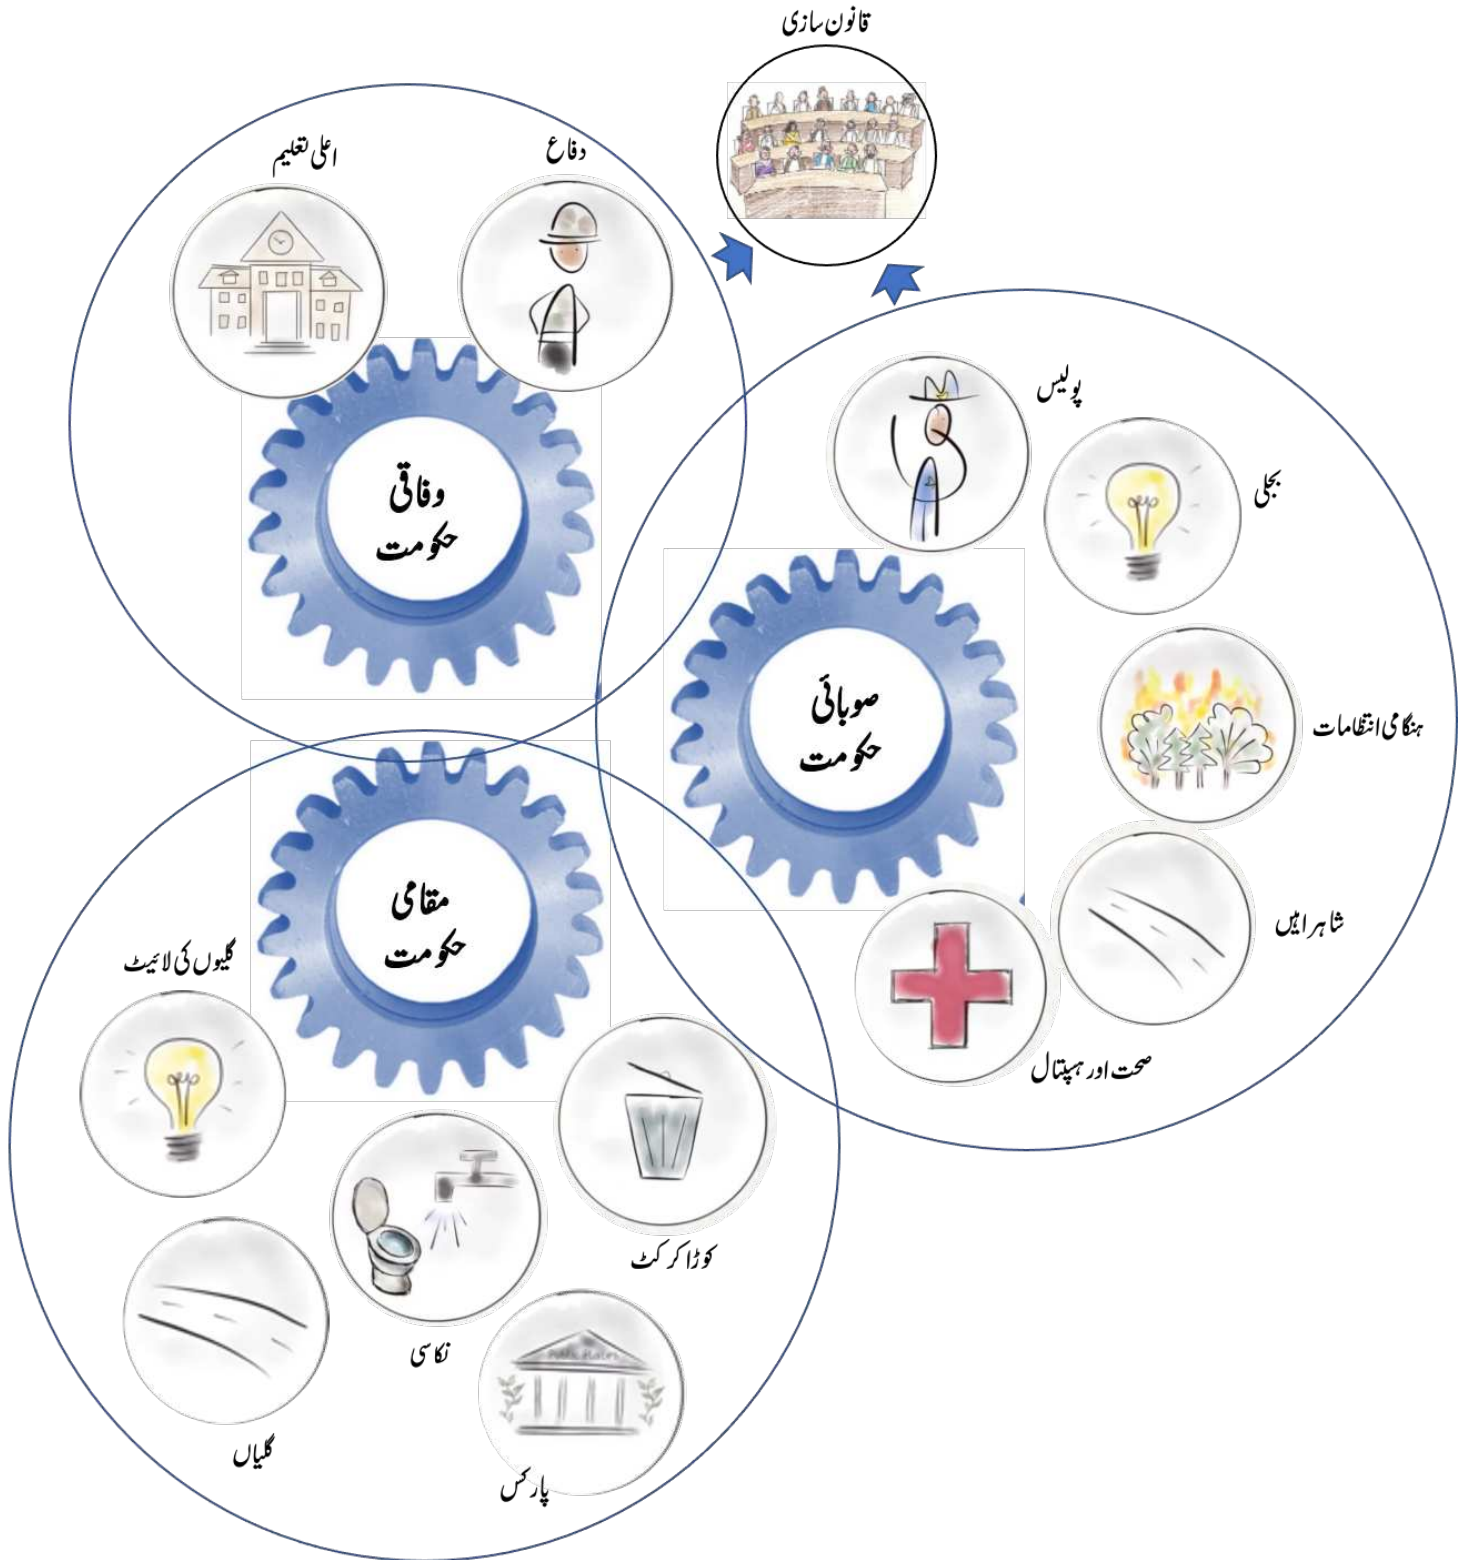 قانون سازی
دفاع
اعلی تعلیم
وفاقی
حکومت
پولیس
بجلی
ہنگامی انتظامات
شاہراہیں
صحت اور ہسپتال
صوبائی
حکومت
مقامی
حکومت
گلیوں کی لائیٹ
کوڑا کرکٹ
نکاسی
گلیاں
پارکس